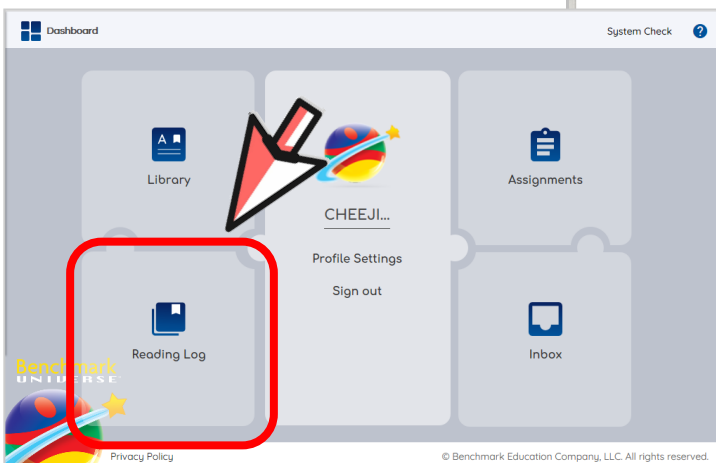 Dashboard
System Check
?
A
Library
Assignments
CHEEJI...
Profile Settings
Sign out
Reading Log
Inbox
Benchmark
UNIVERSE
Privacy Policy
© Benchmark Education Company, LLC. All rights reserved.